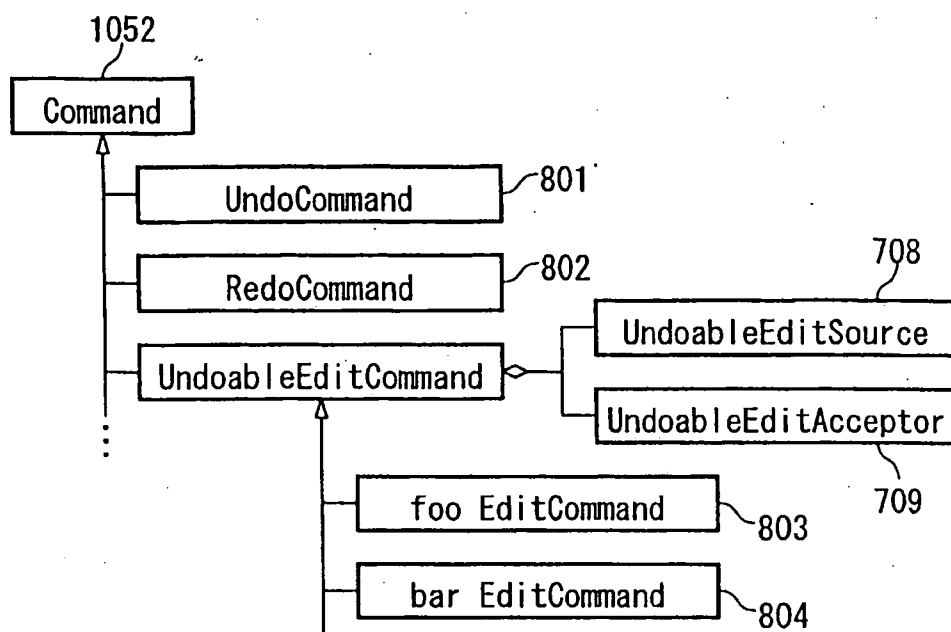 1052
Command
UndoCommand
801
RedoCommand
802
708
UndoableEditSource
UndoableEditCommand
UndoableEditAcceptor
709
foo EditCommand
803
bar EditCommand
804